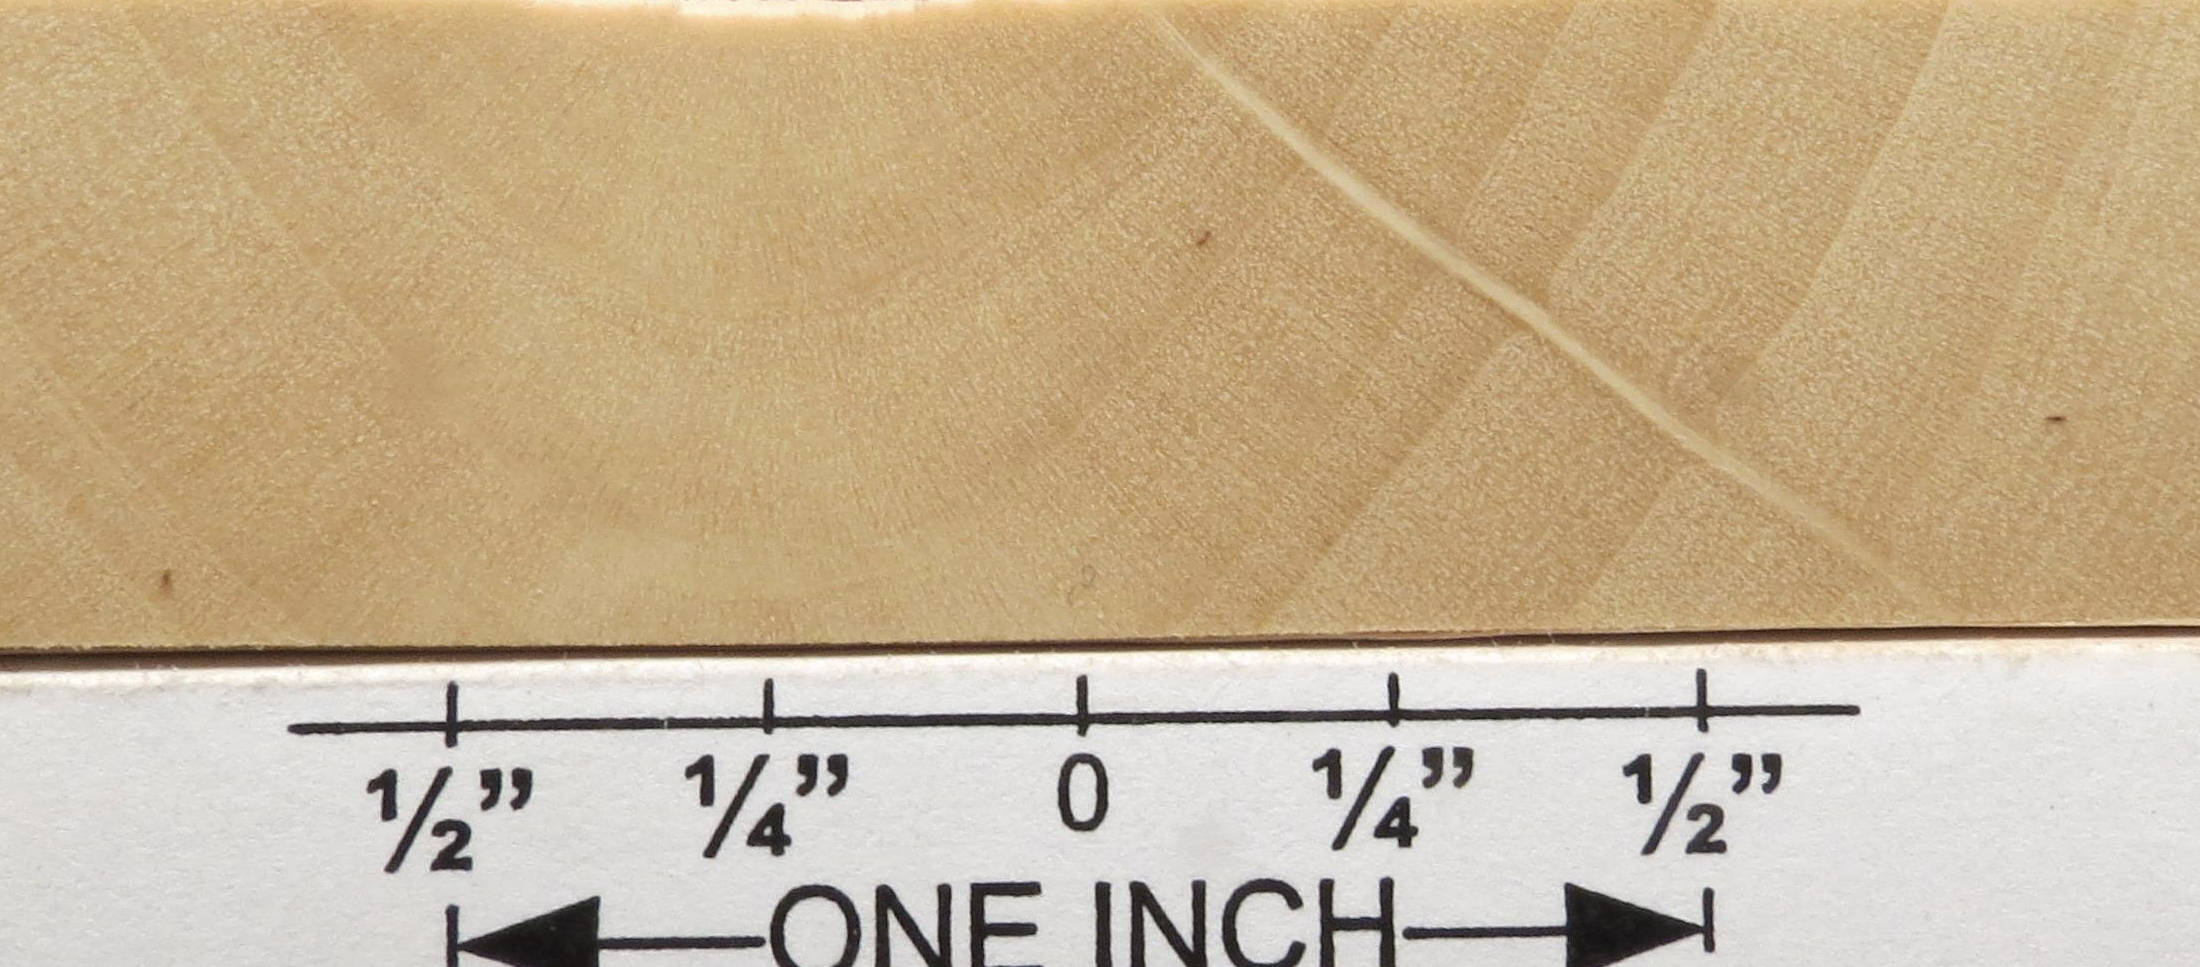 1/2” 1/4” 0 1/4” 1/2”
ONE INCH